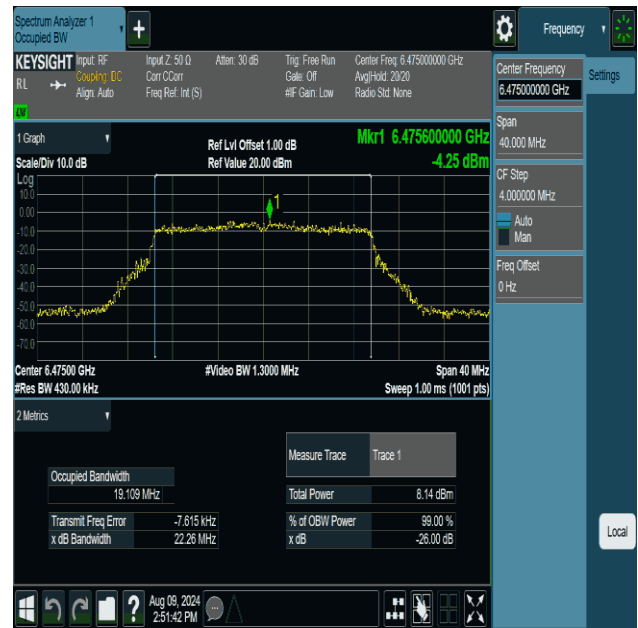 Spectrum Analyzer 1
Occupied BW
+
Frequency
KEYSIGHT
RL
Input: RF
Coupling: DC
Align: Auto
Input Z: 50 Ω
Corr CCorr
Freq Ref: Int (S)
Atten: 30 dB
Trig: Free Run
Gate: Off
#IF Gain: Low
Center Freq: 6.475000000 GHz
Avg|Hold: 20/20
Radio Std: None
Center Frequency
6.475000000 GHz
Settings
Span
40.000 MHz
CF Step
4.000000 MHz
Auto
Man
Freq Offset
0 Hz
1 Graph
Scale/Div 10.0 dB
Ref Lvl Offset 1.00 dB
Ref Value 20.00 dBm
Mkr1 6.475600000 GHz
-4.25 dBm
Log
10.0
0.00
-10.0
-20.0
-30.0
-40.0
-50.0
-60.0
-70.0
1
Center 6.47500 GHz
#Res BW 430.00 kHz
#Video BW 1.3000 MHz
Span 40 MHz
Sweep 1.00 ms (1001 pts)
2 Metrics
Measure Trace
Trace 1
Occupied Bandwidth
19.109 MHz
Total Power
8.14 dBm
Transmit Freq Error
-7.615 kHz
% of OBW Power
99.00 %
x dB Bandwidth
22.26 MHz
x dB
-26.00 dB
Local
?
Aug 09, 2024
2:51:42 PM